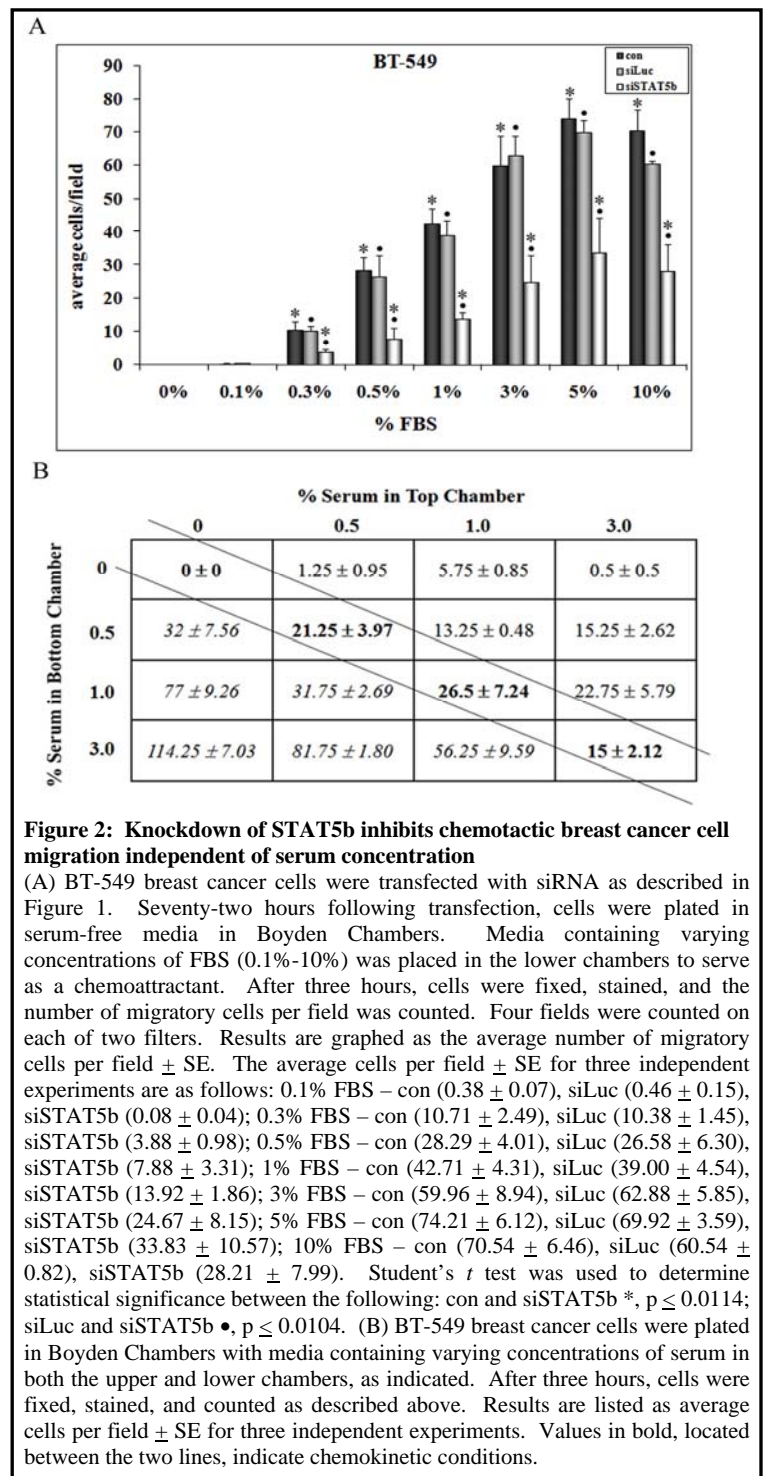 A
BT-549
con
siLuc
siSTAT5b
average cells/field
90
80
70
60
50
40
30
20
10
0
* • * •
* • * •
* • * •
* • * •
* • * •
* • * •
0% 0.1% 0.3% 0.5% 1% 3% 5% 10%
% FBS
B
% Serum in Top Chamber
0 0.5 1.0 3.0
% Serum in Bottom Chamber
0 0 ± 0 1.25 ± 0.95 5.75 ± 0.85 0.5 ± 0.5
0.5 32 ± 7.56 21.25 ± 3.97 13.25 ± 0.48 15.25 ± 2.62
1.0 77 ± 9.26 31.75 ± 2.69 26.5 ± 7.24 22.75 ± 5.79
3.0 114.25 ± 7.03 81.75 ± 1.80 56.25 ± 9.59 15 ± 2.12
Figure 2: Knockdown of STAT5b inhibits chemotactic breast cancer cell
migration independent of serum concentration
(A) BT-549 breast cancer cells were transfected with siRNA as described in
Figure 1. Seventy-two hours following transfection, cells were plated in
serum-free media in Boyden Chambers. Media containing varying
concentrations of FBS (0.1%-10%) was placed in the lower chambers to serve
as a chemoattractant. After three hours, cells were fixed, stained, and the
number of migratory cells per field was counted. Four fields were counted on
each of two filters. Results are graphed as the average number of migratory
cells per field ± SE. The average cells per field ± SE for three independent
experiments are as follows: 0.1% FBS – con (0.38 ± 0.07), siLuc (0.46 ± 0.15),
siSTAT5b (0.08 ± 0.04); 0.3% FBS – con (10.71 ± 2.49), siLuc (10.38 ± 1.45),
siSTAT5b (3.88 ± 0.98); 0.5% FBS – con (28.29 ± 4.01), siLuc (26.58 ± 6.30),
siSTAT5b (7.88 ± 3.31); 1% FBS – con (42.71 ± 4.31), siLuc (39.00 ± 4.54),
siSTAT5b (13.92 ± 1.86); 3% FBS – con (59.96 ± 8.94), siLuc (62.88 ± 5.85),
siSTAT5b (24.67 ± 8.15); 5% FBS – con (74.21 ± 6.12), siLuc (69.92 ± 3.59),
siSTAT5b (33.83 ± 10.57); 10% FBS – con (70.54 ± 6.46), siLuc (60.54 ±
0.82), siSTAT5b (28.21 ± 7.99). Student’s t test was used to determine
statistical significance between the following: con and siSTAT5b *, p ≤ 0.0114;
siLuc and siSTAT5b •, p ≤ 0.0104. (B) BT-549 breast cancer cells were plated
in Boyden Chambers with media containing varying concentrations of serum in
both the upper and lower chambers, as indicated. After three hours, cells were
fixed, stained, and counted as described above. Results are listed as average
cells per field ± SE for three independent experiments. Values in bold, located
between the two lines, indicate chemokinetic conditions.